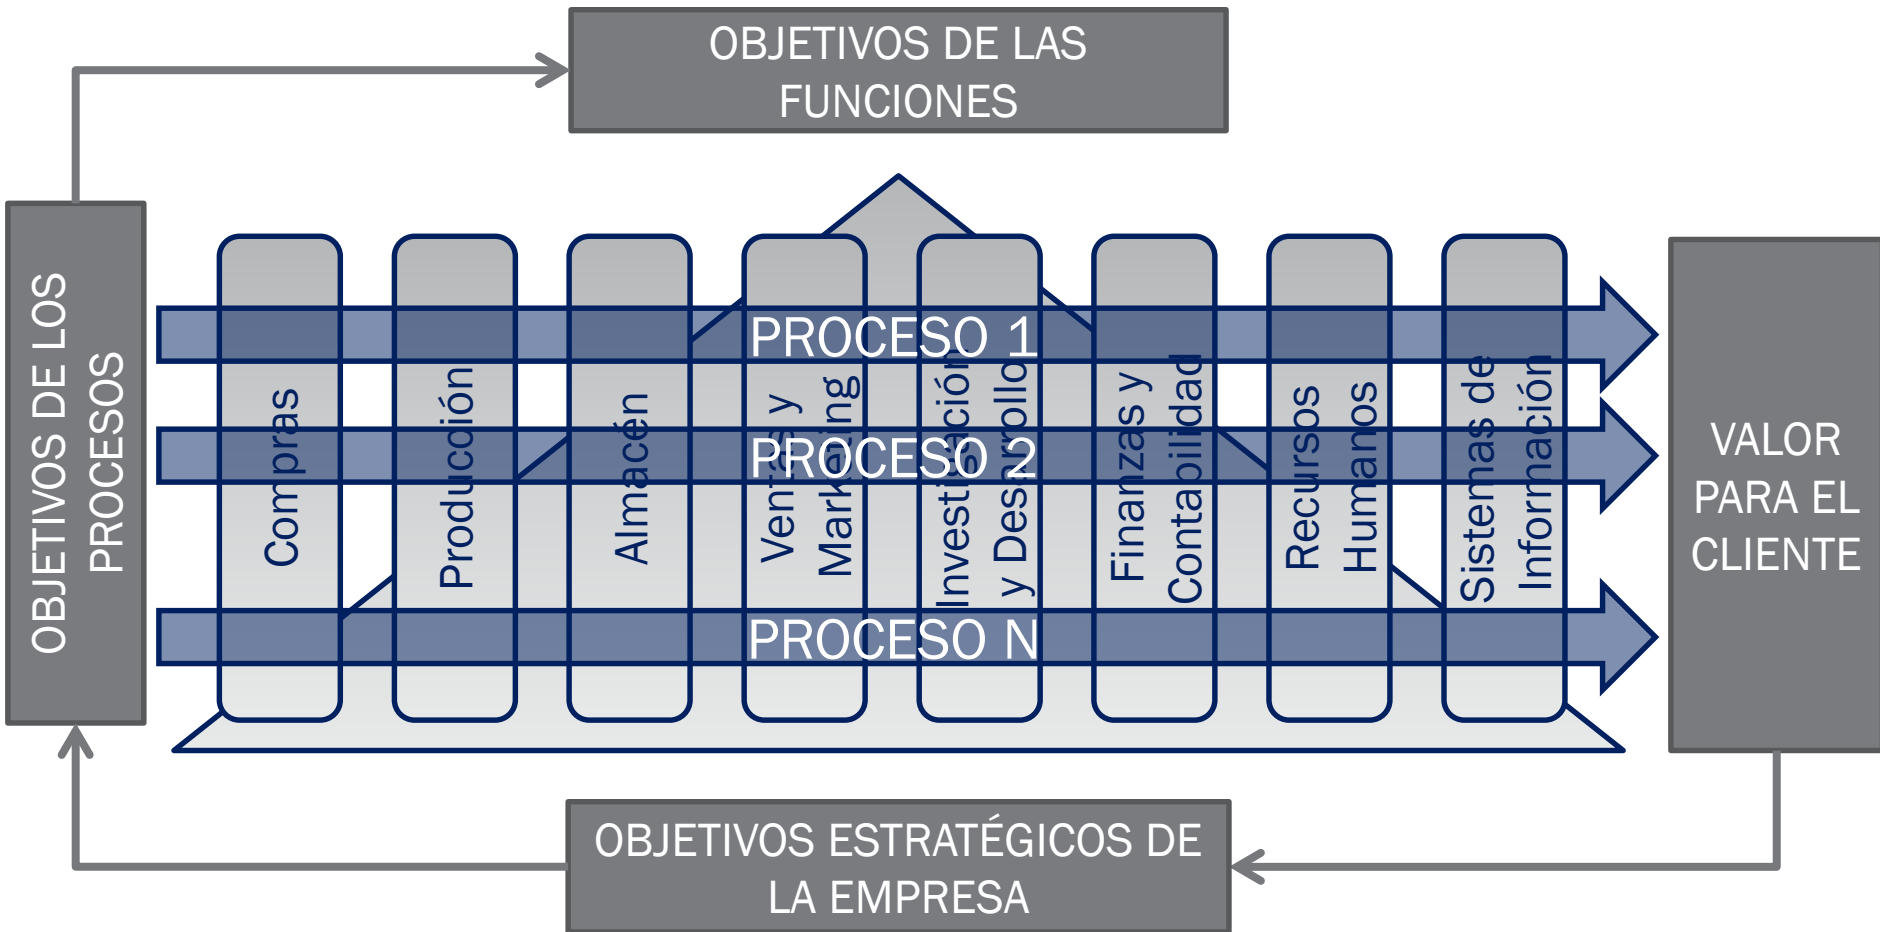 OBJETIVOS DE LAS
FUNCIONES
OBJETIVOS DE LOS
PROCESOS
PROCESO 1
PROCESO 2
PROCESO N
Compras
Producción
Almacén
Ventas y
Marketing
Investigación
y Desarrollo
Finanzas y
Contabilidad
Recursos
Humanos
Sistemas de
Información
VALOR
PARA EL
CLIENTE
OBJETIVOS ESTRATÉGICOS DE
LA EMPRESA